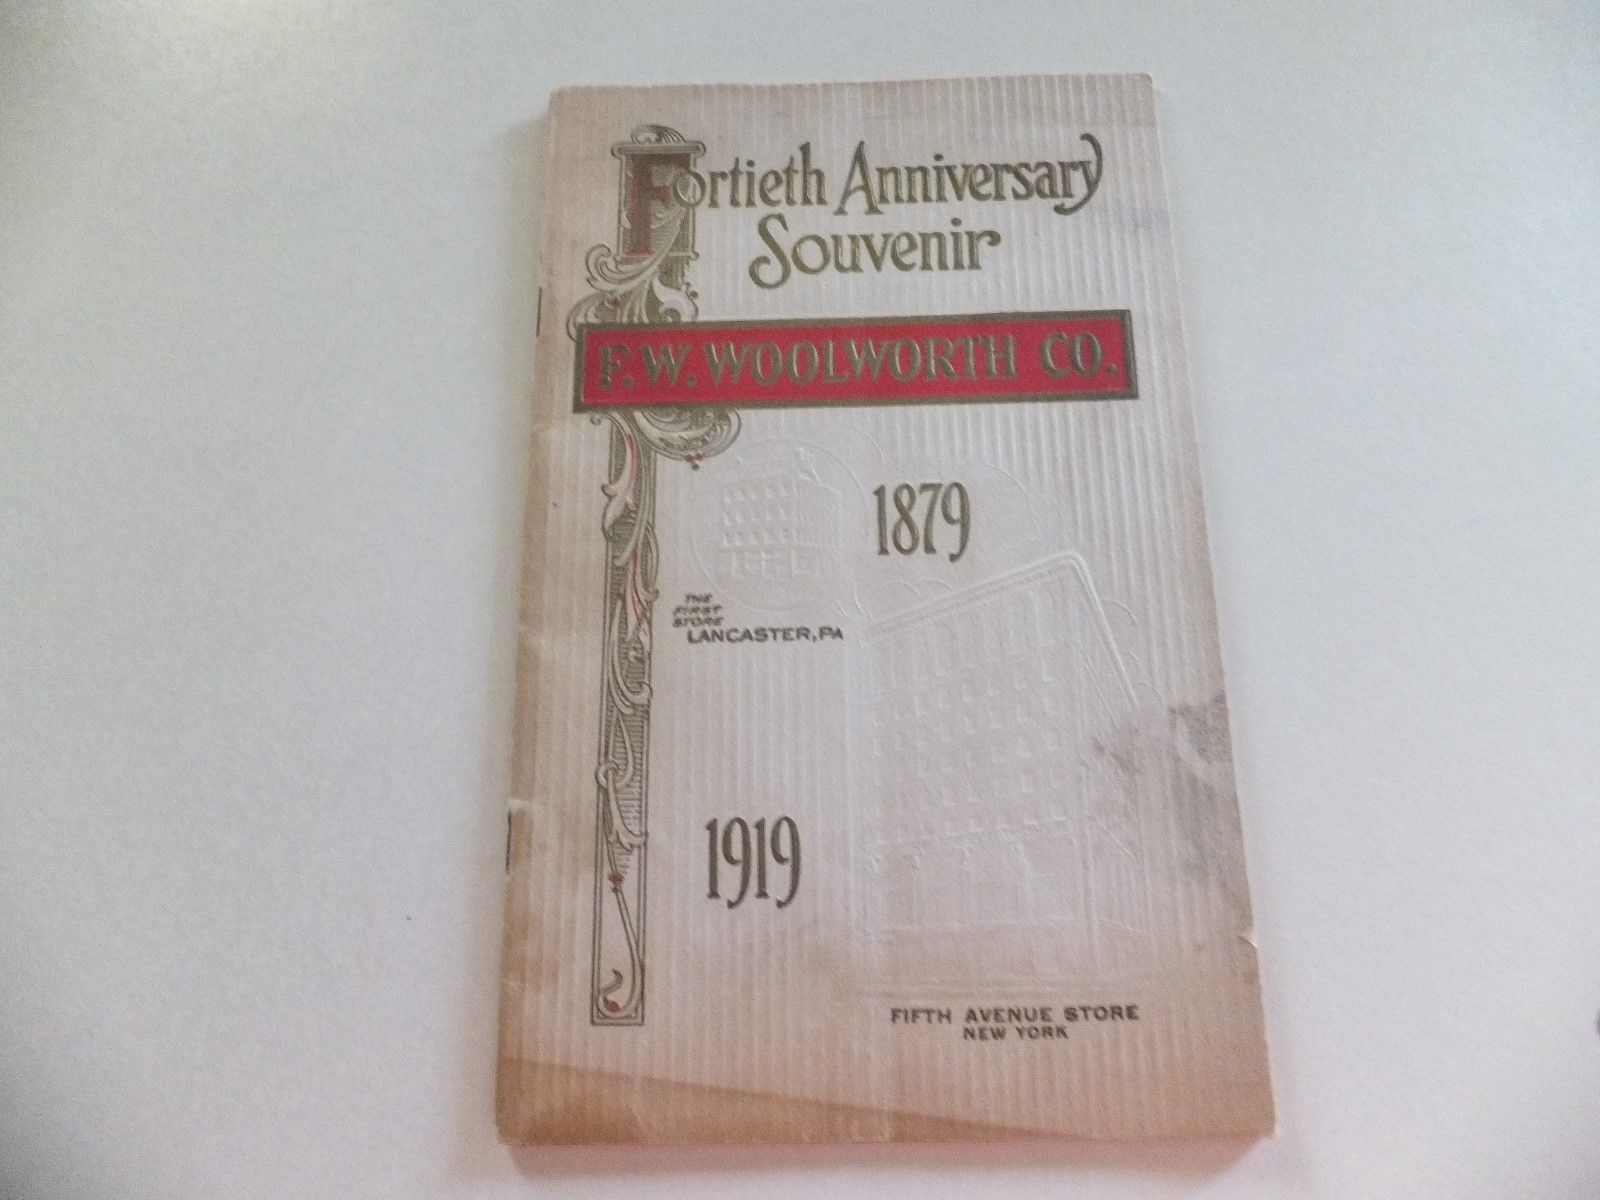 Fortieth Anniversary
Souvenir
F. W. WOOLWORTH CO.
1879
THE
FIRST
STORE
LANCASTER, PA
1919
FIFTH AVENUE STORE
NEW YORK